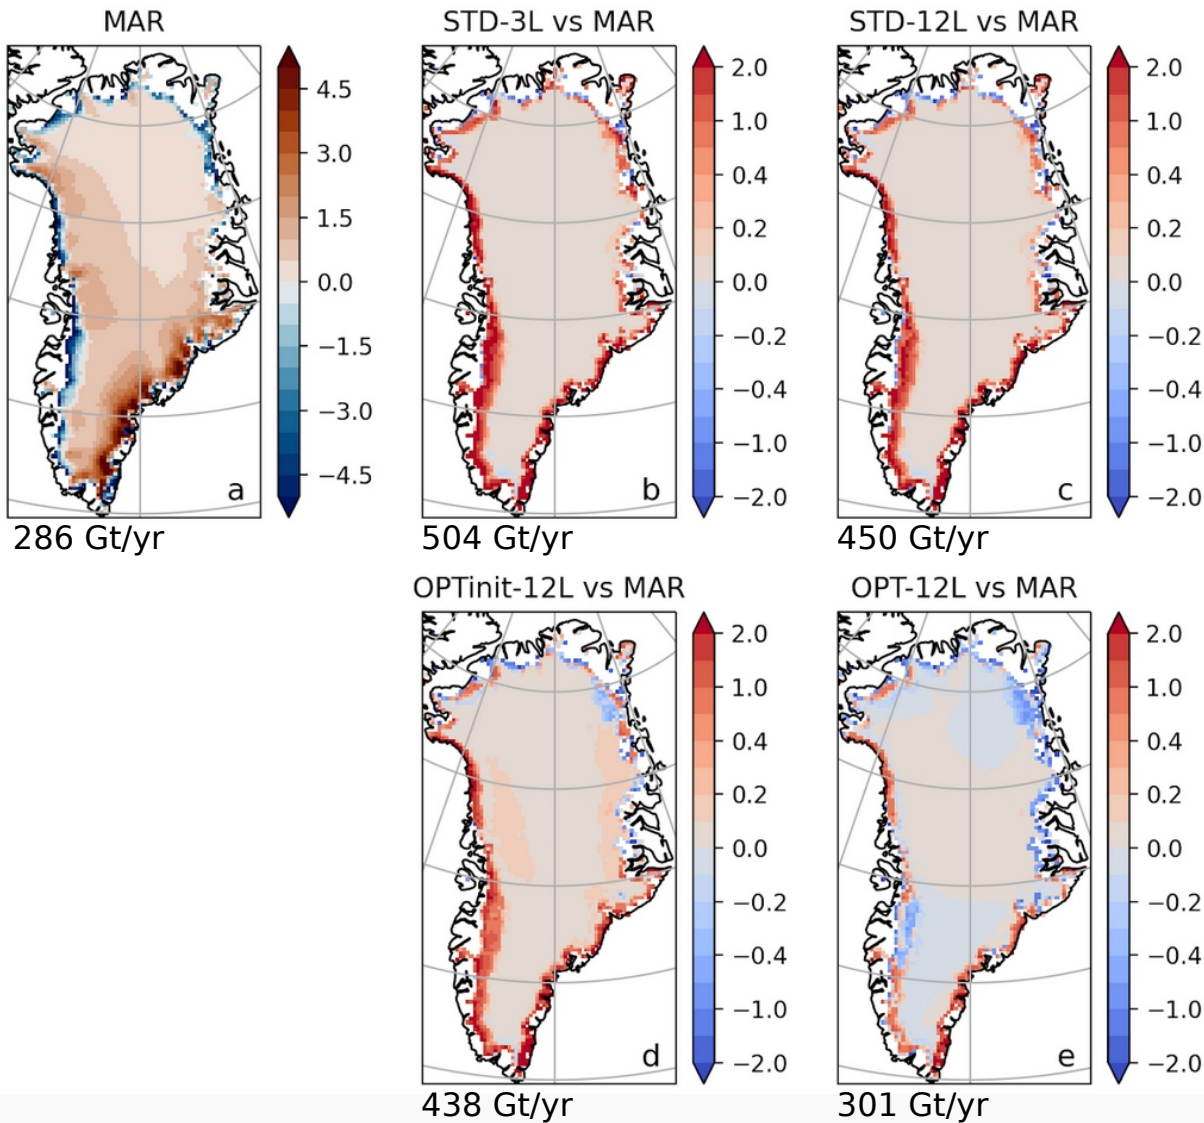 MAR
STD-3L vs MAR
STD-12L vs MAR
4.5
3.0
1.5
0.0
−1.5
−3.0
−4.5
2.0
1.0
0.4
0.2
0.0
−0.2
−0.4
−1.0
−2.0
2.0
1.0
0.4
0.2
0.0
−0.2
−0.4
−1.0
−2.0
a
b
c
286 Gt/yr
504 Gt/yr
450 Gt/yr
OPTinit-12L vs MAR
OPT-12L vs MAR
2.0
1.0
0.4
0.2
0.0
−0.2
−0.4
−1.0
−2.0
2.0
1.0
0.4
0.2
0.0
−0.2
−0.4
−1.0
−2.0
d
e
438 Gt/yr
301 Gt/yr